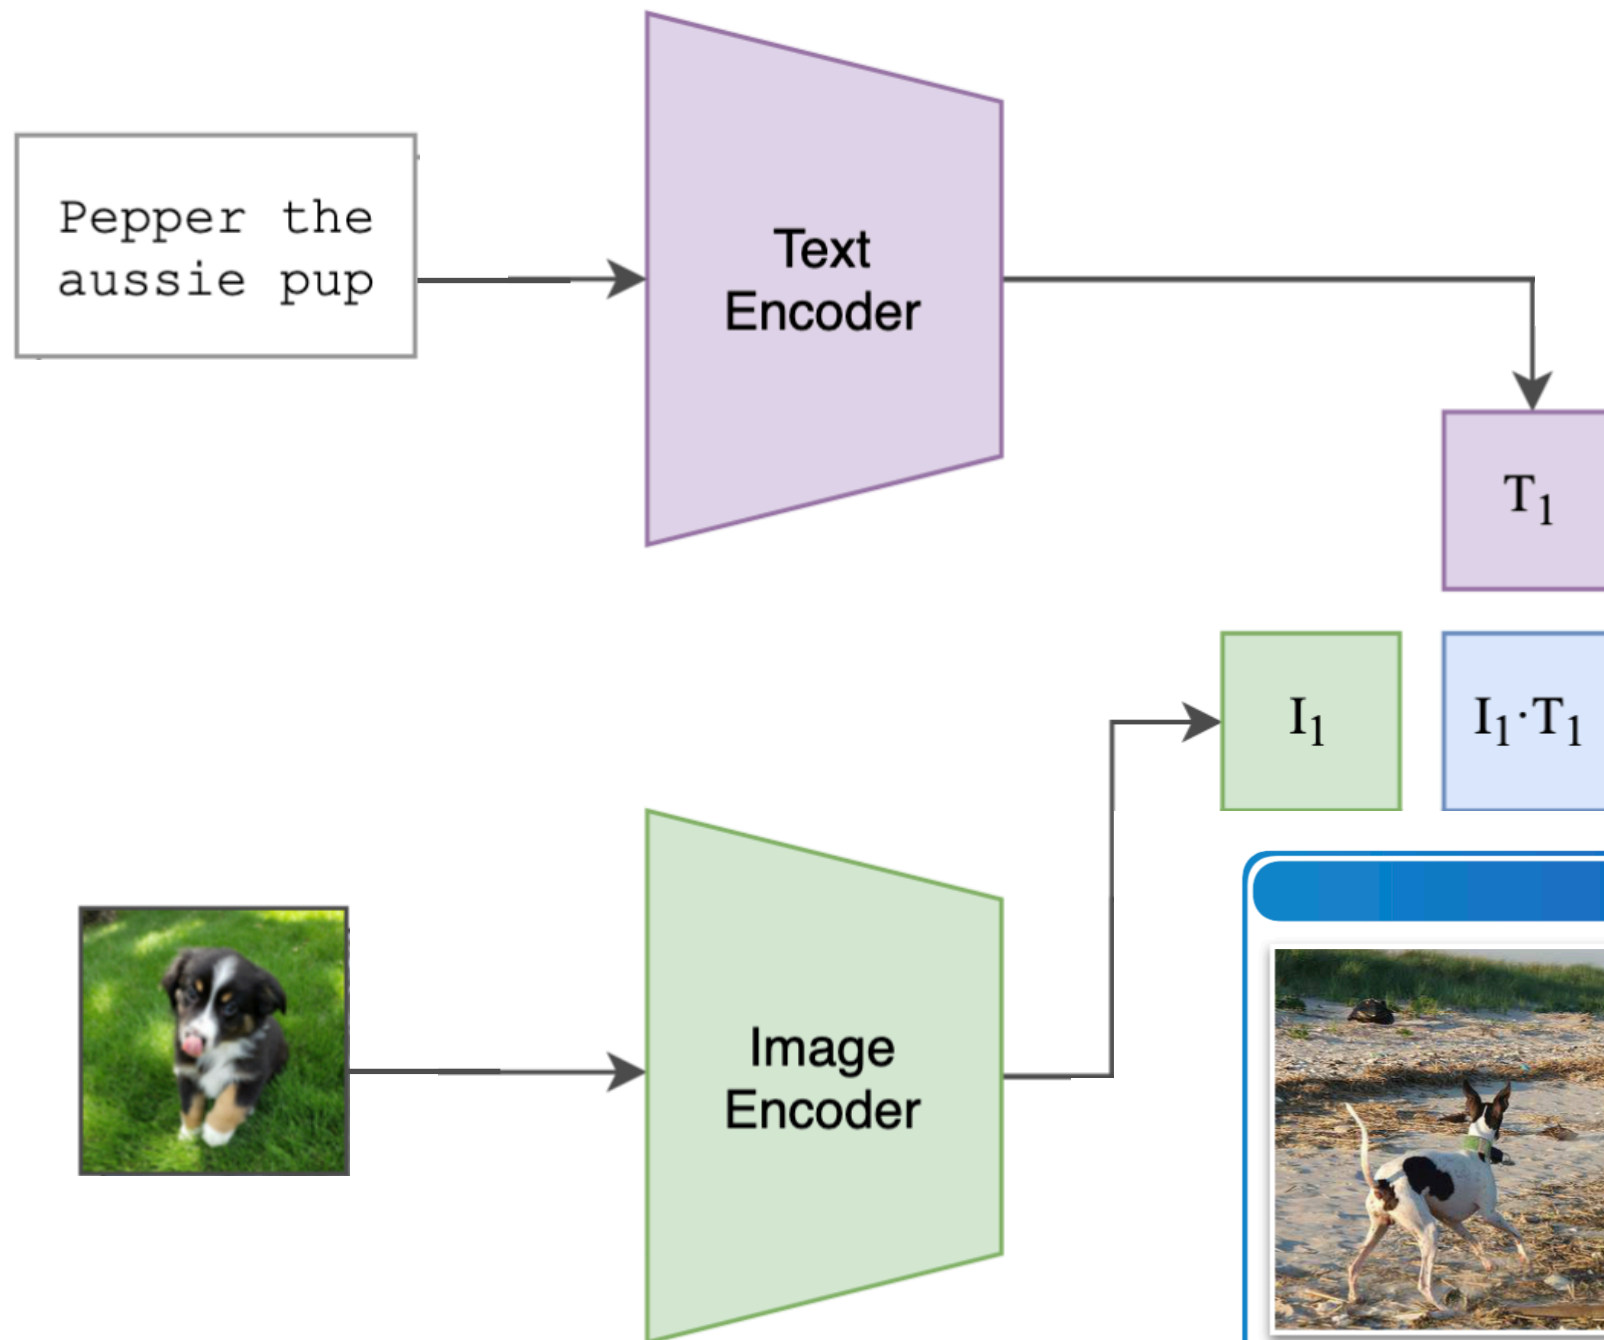 Pepper the
aussie pup
Text
Encoder
T₁
I₁
I₁·T₁
Image
Encoder